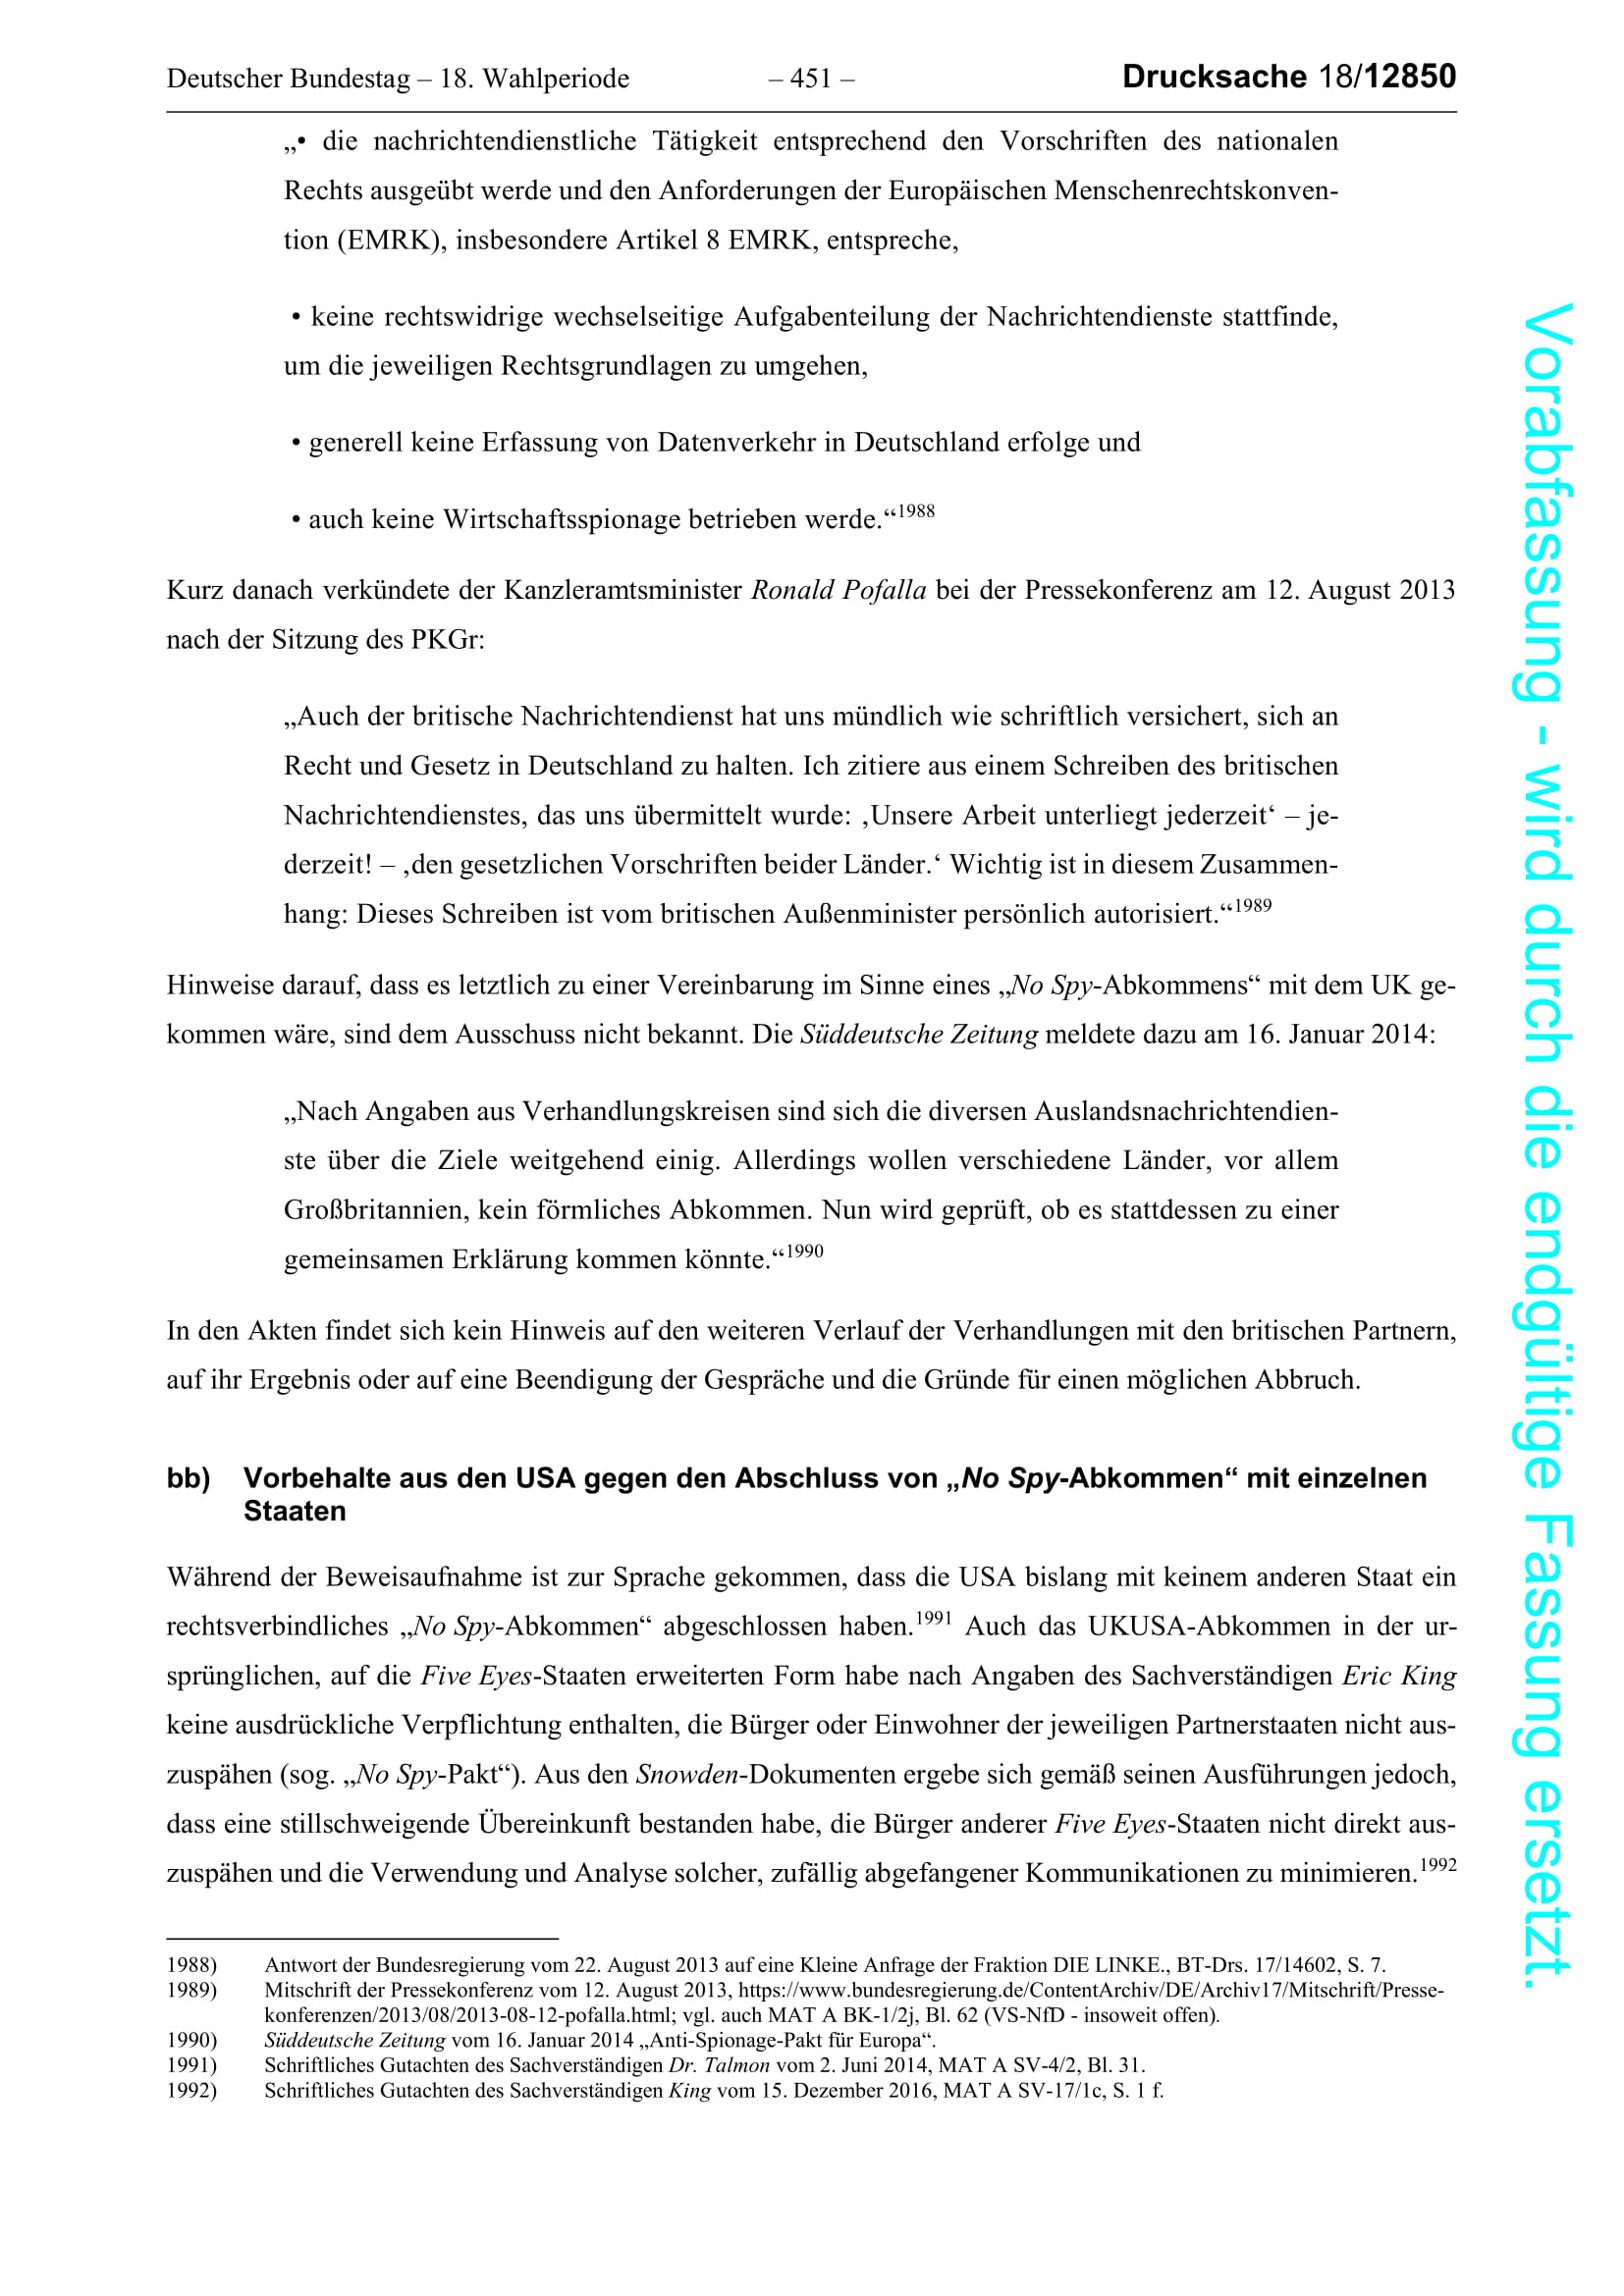 Deutscher Bundestag – 18. Wahlperiode – 451 – Drucksache 18/12850
„• die nachrichtendienstliche Tätigkeit entsprechend den Vorschriften des nationalen
Rechts ausgeübt werde und den Anforderungen der Europäischen Menschenrechtskonven-
tion (EMRK), insbesondere Artikel 8 EMRK, entspreche,
• keine rechtswidrige wechselseitige Aufgabenteilung der Nachrichtendienste stattfinde,
um die jeweiligen Rechtsgrundlagen zu umgehen,
• generell keine Erfassung von Datenverkehr in Deutschland erfolge und
• auch keine Wirtschaftsspionage betrieben werde.“1988
Kurz danach verkündete der Kanzleramtsminister Ronald Pofalla bei der Pressekonferenz am 12. August 2013
nach der Sitzung des PKGr:
„Auch der britische Nachrichtendienst hat uns mündlich wie schriftlich versichert, sich an
Recht und Gesetz in Deutschland zu halten. Ich zitiere aus einem Schreiben des britischen
Nachrichtendienstes, das uns übermittelt wurde: ‚Unsere Arbeit unterliegt jederzeit‘ – je-
derzeit! – ‚den gesetzlichen Vorschriften beider Länder.‘ Wichtig ist in diesem Zusammen-
hang: Dieses Schreiben ist vom britischen Außenminister persönlich autorisiert.“1989
Hinweise darauf, dass es letztlich zu einer Vereinbarung im Sinne eines „No Spy-Abkommens“ mit dem UK ge-
kommen wäre, sind dem Ausschuss nicht bekannt. Die Süddeutsche Zeitung meldete dazu am 16. Januar 2014:
„Nach Angaben aus Verhandlungskreisen sind sich die diversen Auslandsnachrichtendien-
ste über die Ziele weitgehend einig. Allerdings wollen verschiedene Länder, vor allem
Großbritannien, kein förmliches Abkommen. Nun wird geprüft, ob es stattdessen zu einer
gemeinsamen Erklärung kommen könnte.“1990
In den Akten findet sich kein Hinweis auf den weiteren Verlauf der Verhandlungen mit den britischen Partnern,
auf ihr Ergebnis oder auf eine Beendigung der Gespräche und die Gründe für einen möglichen Abbruch.
bb) Vorbehalte aus den USA gegen den Abschluss von „No Spy-Abkommen“ mit einzelnen
Staaten
Während der Beweisaufnahme ist zur Sprache gekommen, dass die USA bislang mit keinem anderen Staat ein
rechtsverbindliches „No Spy-Abkommen“ abgeschlossen haben.1991 Auch das UKUSA-Abkommen in der ur-
sprünglichen, auf die Five Eyes-Staaten erweiterten Form habe nach Angaben des Sachverständigen Eric King
keine ausdrückliche Verpflichtung enthalten, die Bürger oder Einwohner der jeweiligen Partnerstaaten nicht aus-
zuspähen (sog. „No Spy-Pakt“). Aus den Snowden-Dokumenten ergebe sich gemäß seinen Ausführungen jedoch,
dass eine stillschweigende Übereinkunft bestanden habe, die Bürger anderer Five Eyes-Staaten nicht direkt aus-
zuspähen und die Verwendung und Analyse solcher, zufällig abgefangener Kommunikationen zu minimieren.1992
1988) Antwort der Bundesregierung vom 22. August 2013 auf eine Kleine Anfrage der Fraktion DIE LINKE., BT-Drs. 17/14602, S. 7.
1989) Mitschrift der Pressekonferenz vom 12. August 2013, https://www.bundesregierung.de/ContentArchiv/DE/Archiv17/Mitschrift/Presse-
konferenzen/2013/08/2013-08-12-pofalla.html; vgl. auch MAT A BK-1/2j, Bl. 62 (VS-NfD - insoweit offen).
1990) Süddeutsche Zeitung vom 16. Januar 2014 „Anti-Spionage-Pakt für Europa“.
1991) Schriftliches Gutachten des Sachverständigen Dr. Talmon vom 2. Juni 2014, MAT A SV-4/2, Bl. 31.
1992) Schriftliches Gutachten des Sachverständigen King vom 15. Dezember 2016, MAT A SV-17/1c, S. 1 f.
Vorabfassung - wird durch die endgültige Fassung ersetzt.